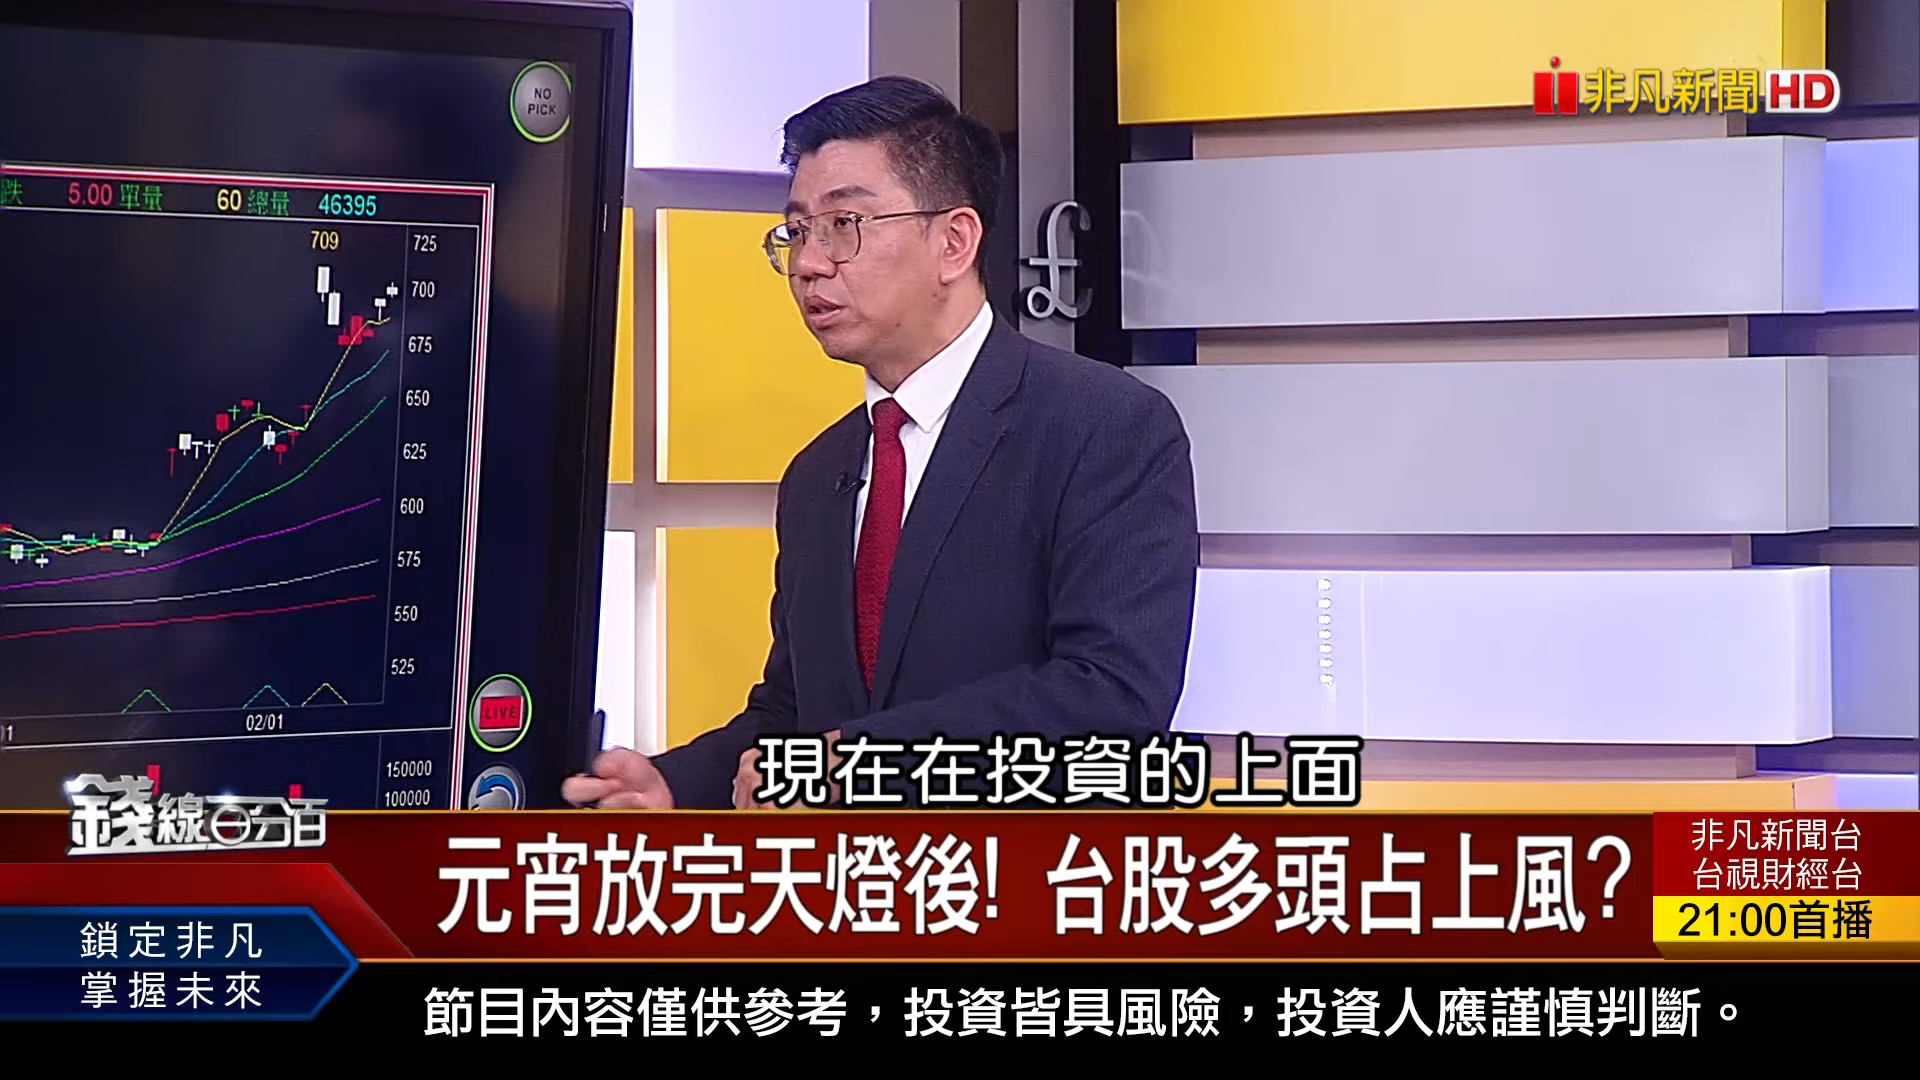 NO
PICK
非凡新聞HD
跌 5.00 單量 60 總量 46395
709
725
700
675
650
625
600
575
550
525
02/01
LIVE
150000
100000
£
現在在投資的上面
錢線百分百
元宵放完天燈後! 台股多頭占上風?
非凡新聞台
台視財經台
21:00首播
鎖定非凡
掌握未來
節目內容僅供參考，投資皆具風險，投資人應謹慎判斷。